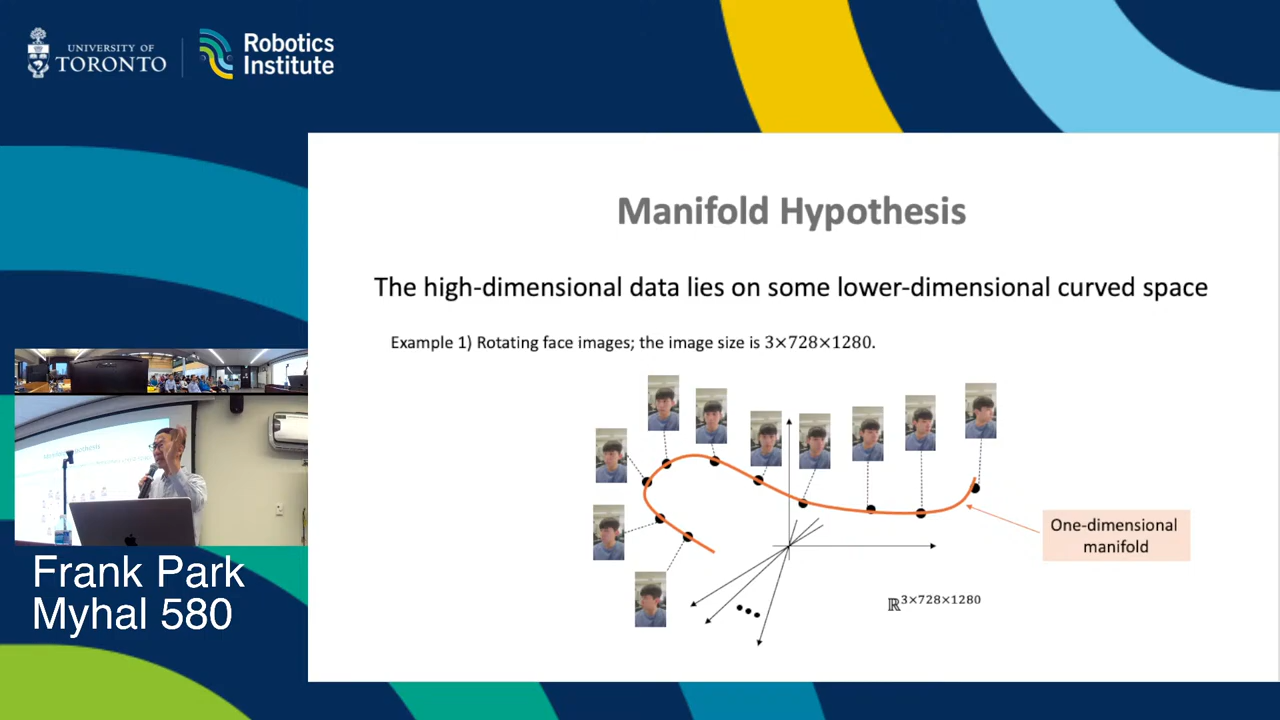 UNIVERSITY OF
TORONTO
Robotics
Institute
Manifold Hypothesis
The high-dimensional data lies on some lower-dimensional curved space
Example 1) Rotating face images; the image size is 3×728×1280.
One-dimensional
manifold
ℝ^3×728×1280
Frank Park
Myhal 580